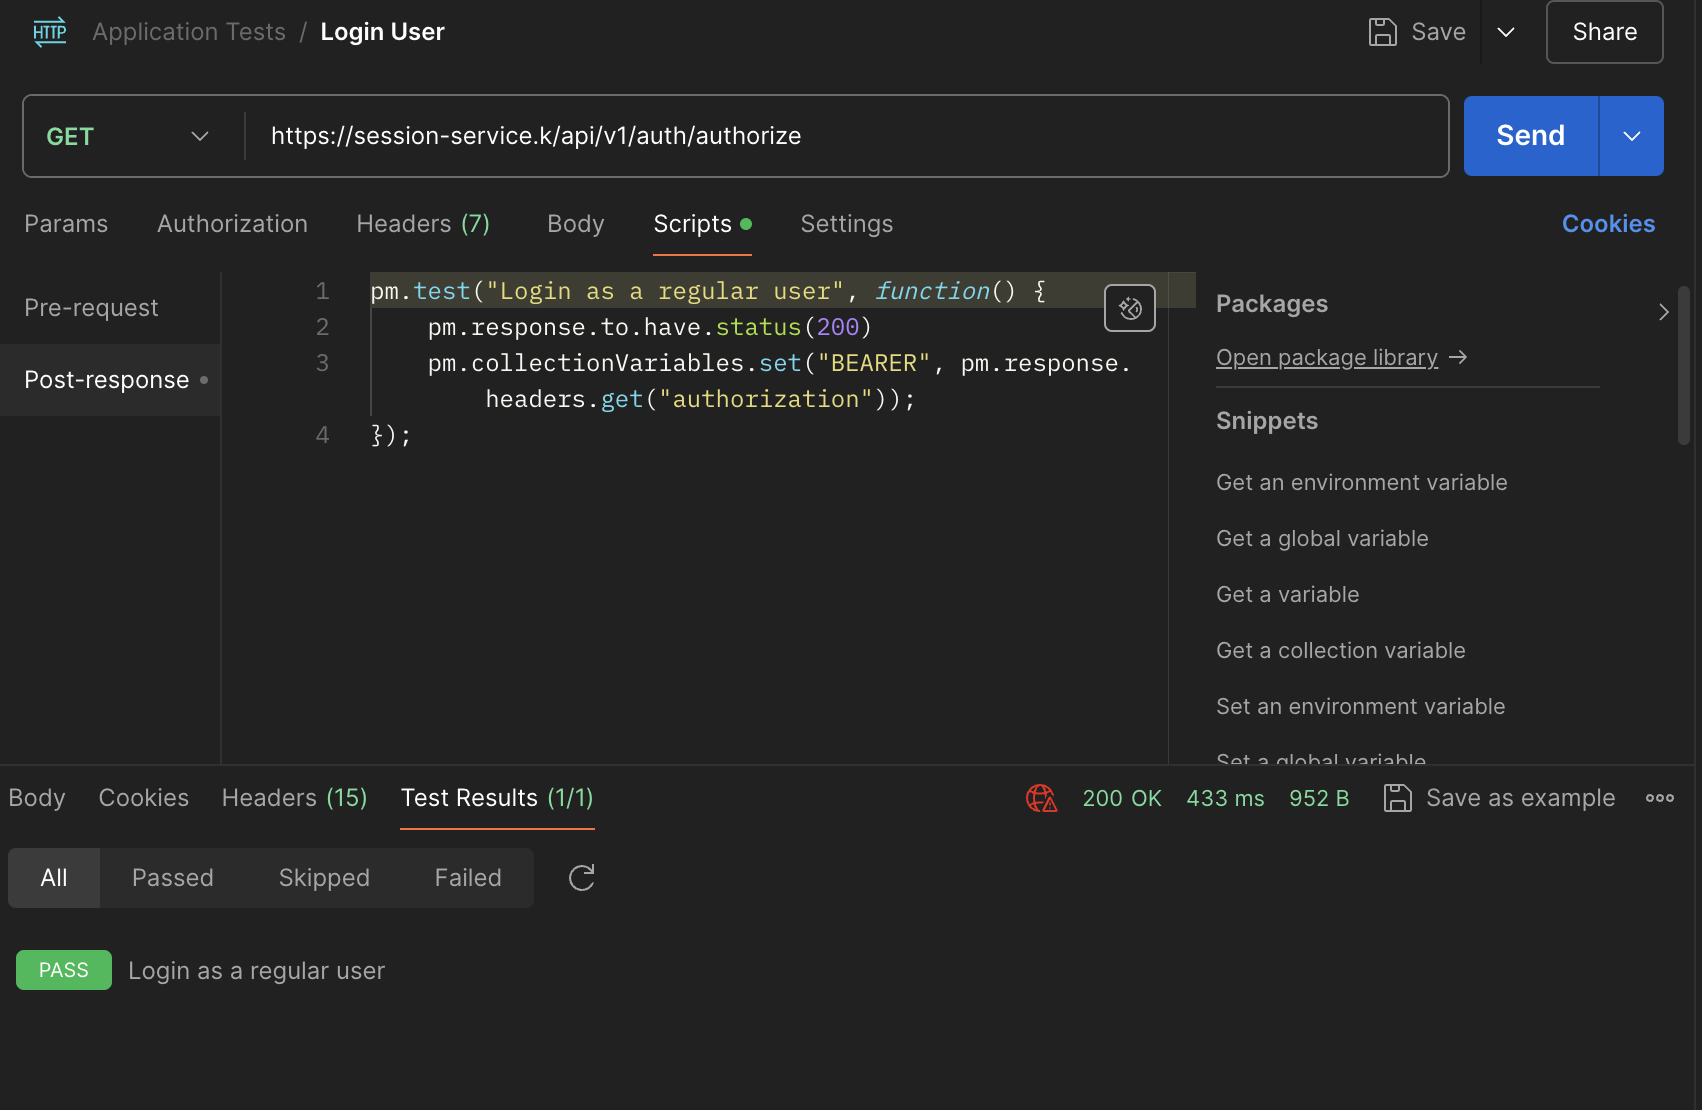 HTTP Application Tests / Login User Save Share
GET https://session-service.k/api/v1/auth/authorize Send
Params Authorization Headers (7) Body Scripts Settings Cookies
Pre-request
Post-response
1 pm.test("Login as a regular user", function() {
2 pm.response.to.have.status(200)
3 pm.collectionVariables.set("BEARER", pm.response.
headers.get("authorization"));
4 });
Packages
Open package library →
Snippets
Get an environment variable
Get a global variable
Get a variable
Get a collection variable
Set an environment variable
Set a global variable
Body Cookies Headers (15) Test Results (1/1) 200 OK 433 ms 952 B Save as example
All Passed Skipped Failed
PASS Login as a regular user